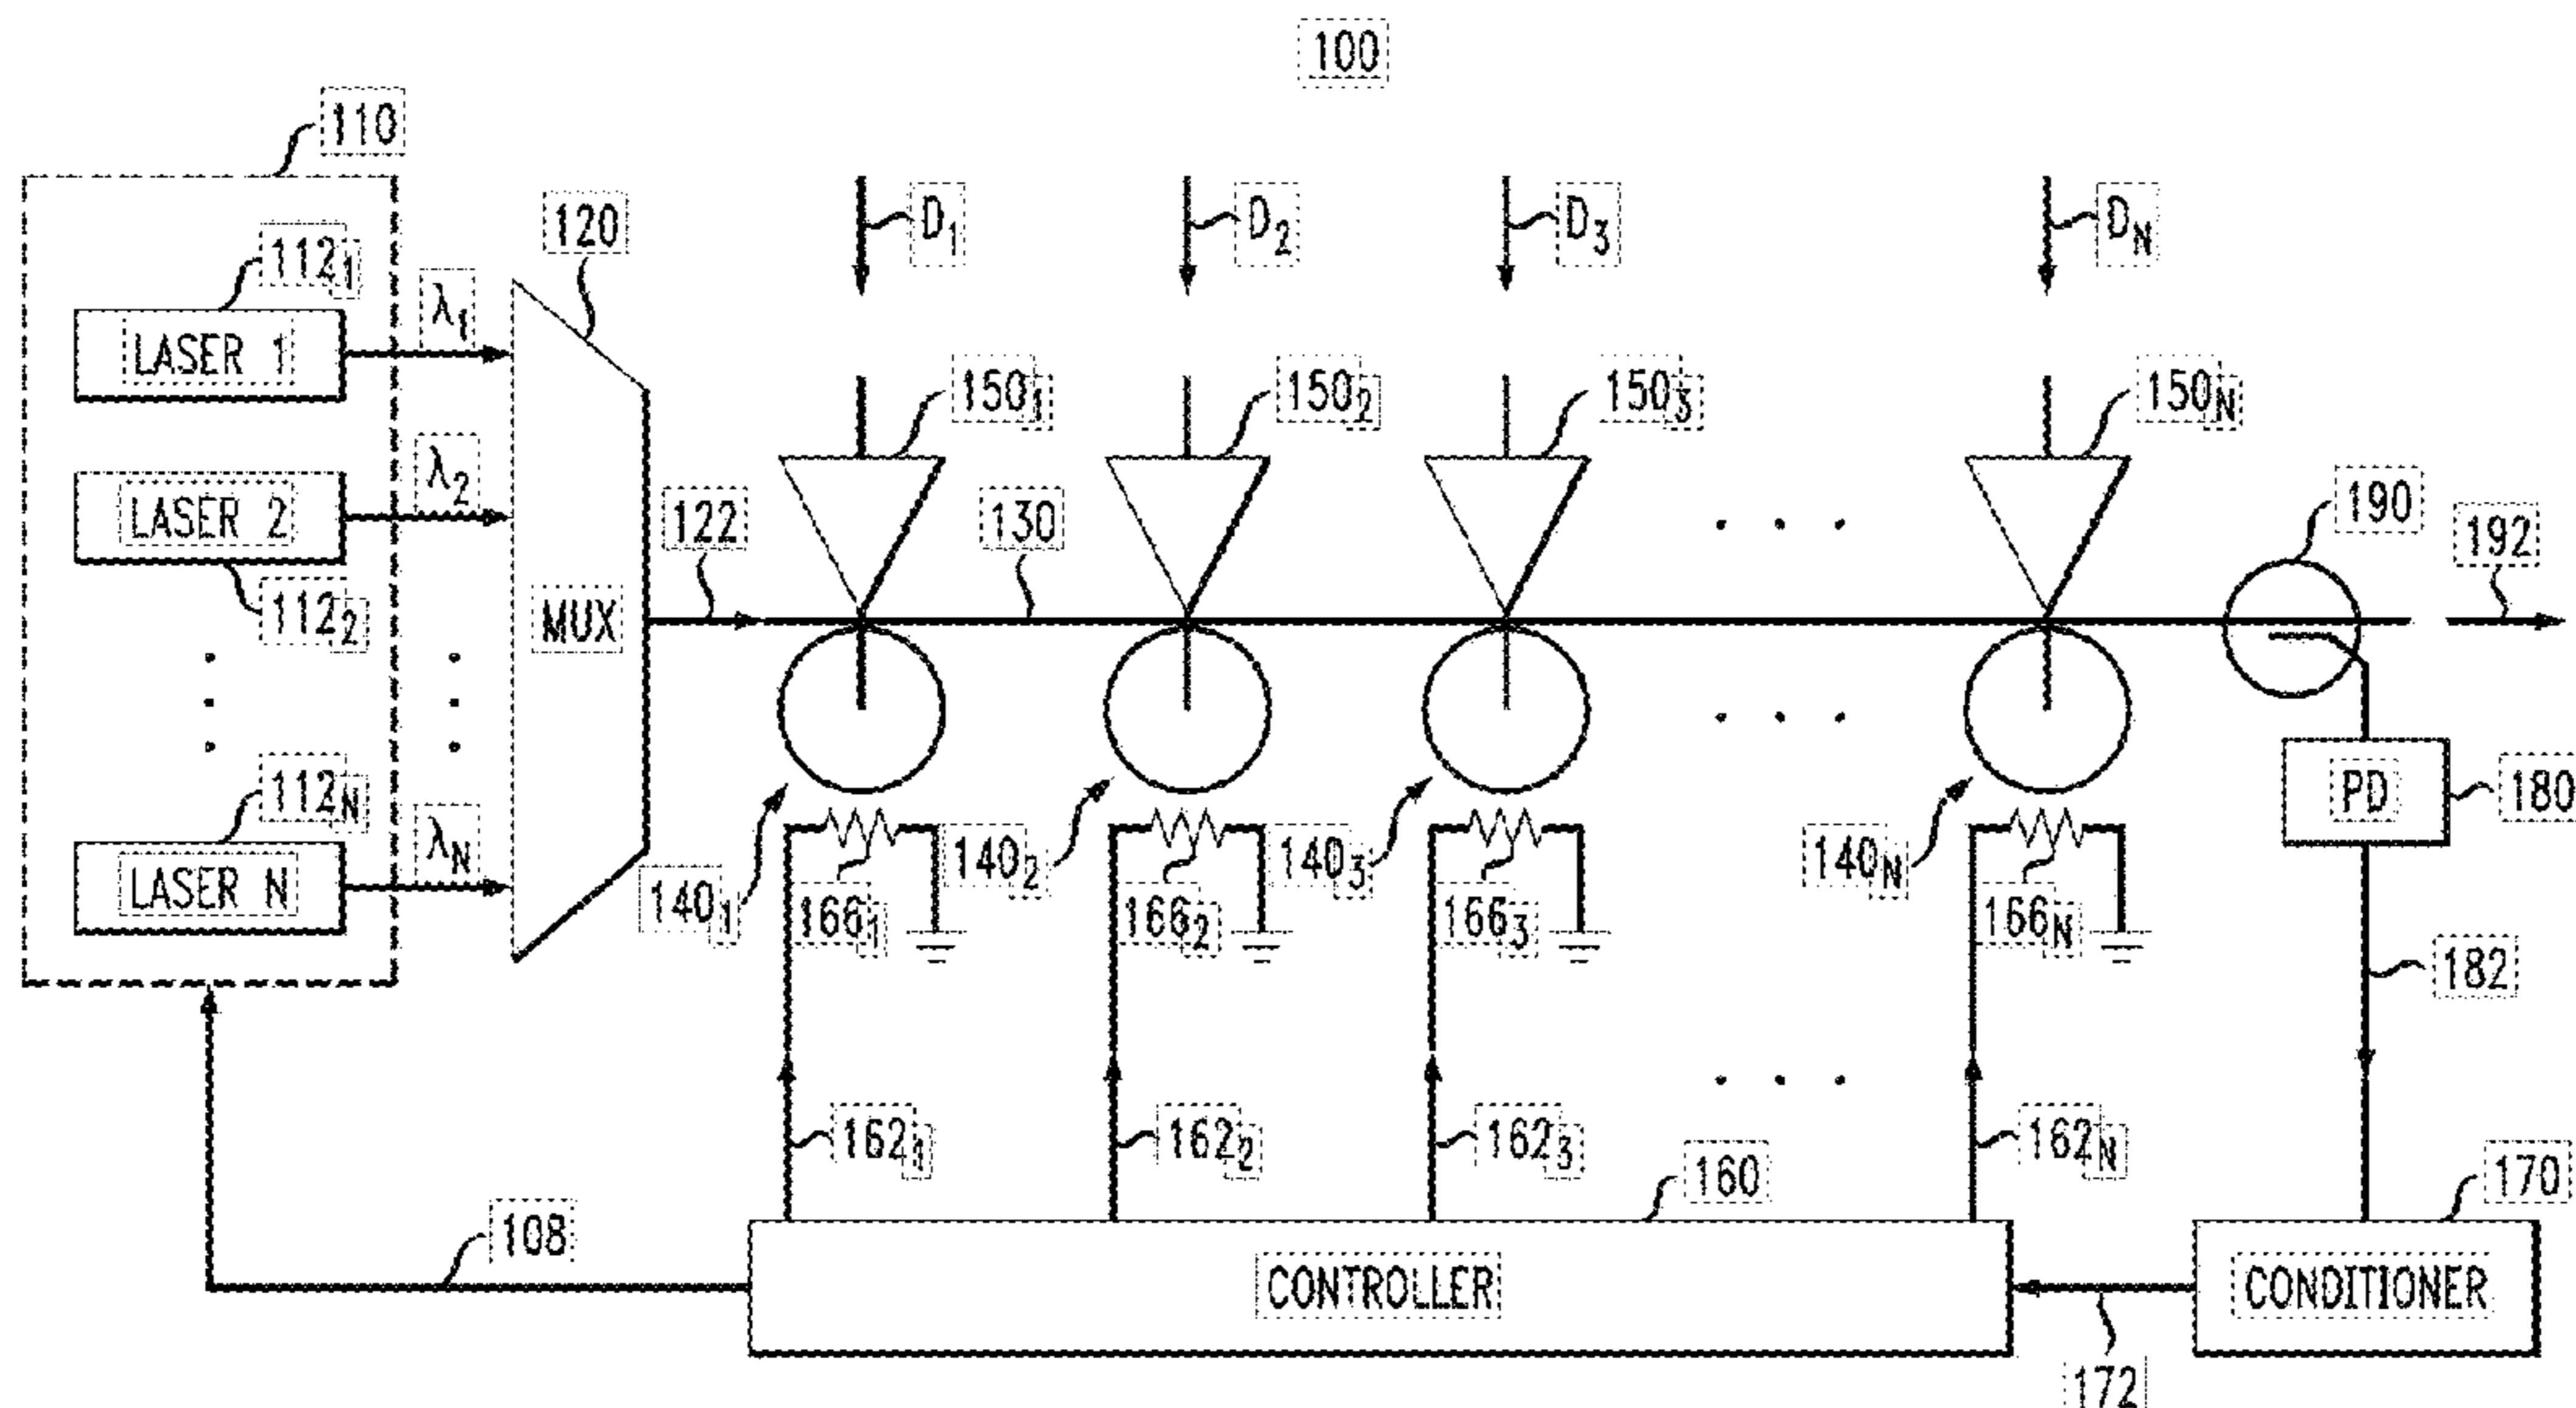 100
110
112₁
LASER 1
λ₁
120
D₁
D₂
D₃
D_N
LASER 2
112₂
λ₂
150₁
150₂
150₃
150_N
MUX
122
130
190
192
112_N
LASER N
λ_N
PD
180
140₁
140₂
140₃
140_N
166₁
166₂
166₃
166_N
182
162₁
162₂
162₃
162_N
160
170
108
CONTROLLER
CONDITIONER
172